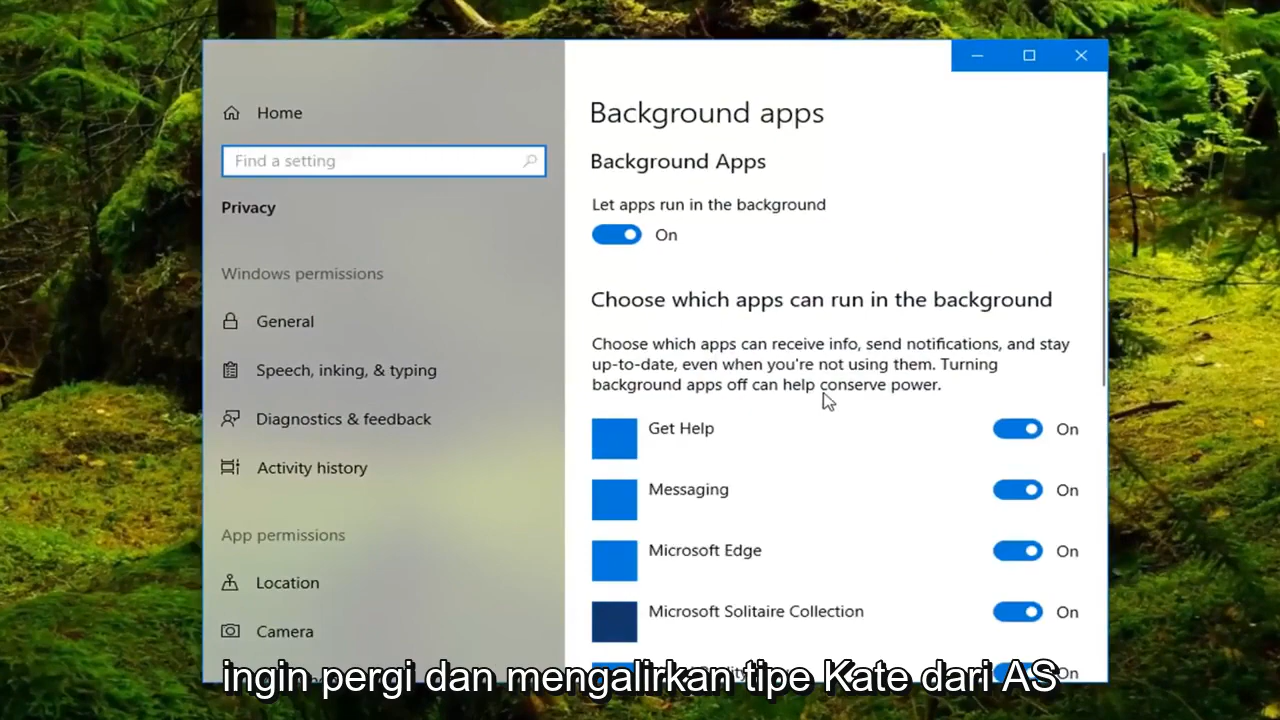 Home
Find a setting
Privacy
Windows permissions
General
Speech, inking, & typing
Diagnostics & feedback
Activity history
App permissions
Location
Camera
Background apps
Background Apps
Let apps run in the background
On
Choose which apps can run in the background
Choose which apps can receive info, send notifications, and stay
up-to-date, even when you're not using them. Turning
background apps off can help conserve power.
Get Help On
Messaging On
Microsoft Edge On
Microsoft Solitaire Collection On
On
ingin pergi dan mengalirkan tipe Kate dari AS